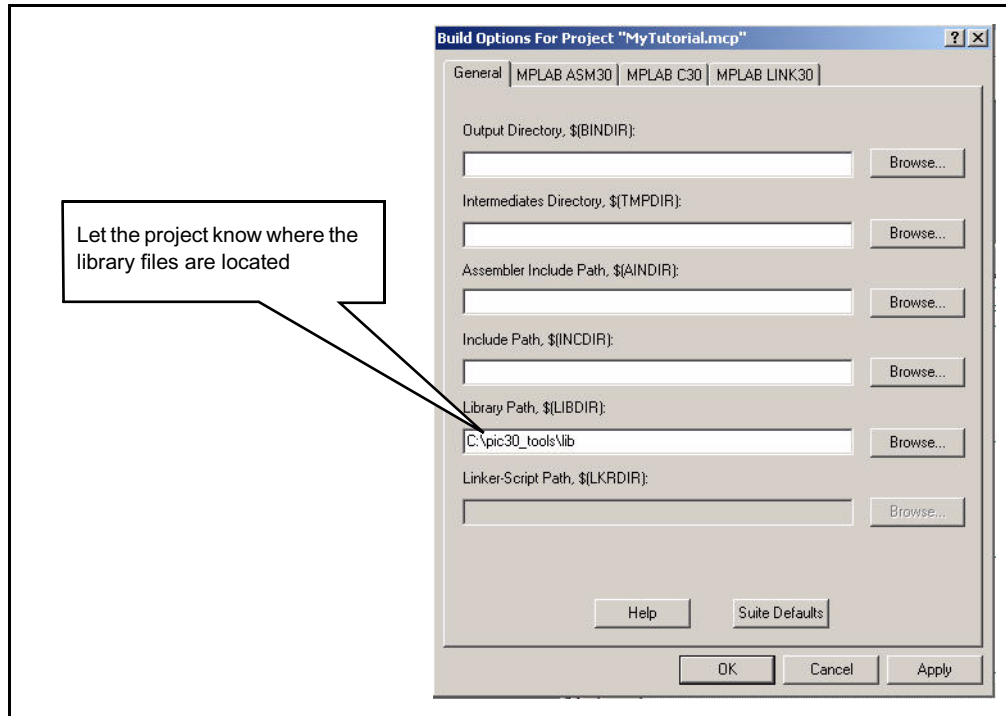 Build Options For Project "MyTutorial.mcp"
General MPLAB ASM30 MPLAB C30 MPLAB LINK30
Output Directory, $(BINDIR):
Browse...
Intermediates Directory, $(TMPDIR):
Browse...
Let the project know where the
library files are located
Assembler Include Path, $(AINDIR):
Browse...
Include Path, $(INCDIR):
Browse...
Library Path, $(LIBDIR):
C:\pic30_tools\lib Browse...
Linker-Script Path, $(LKRDIR):
Browse...
Help Suite Defaults
OK Cancel Apply